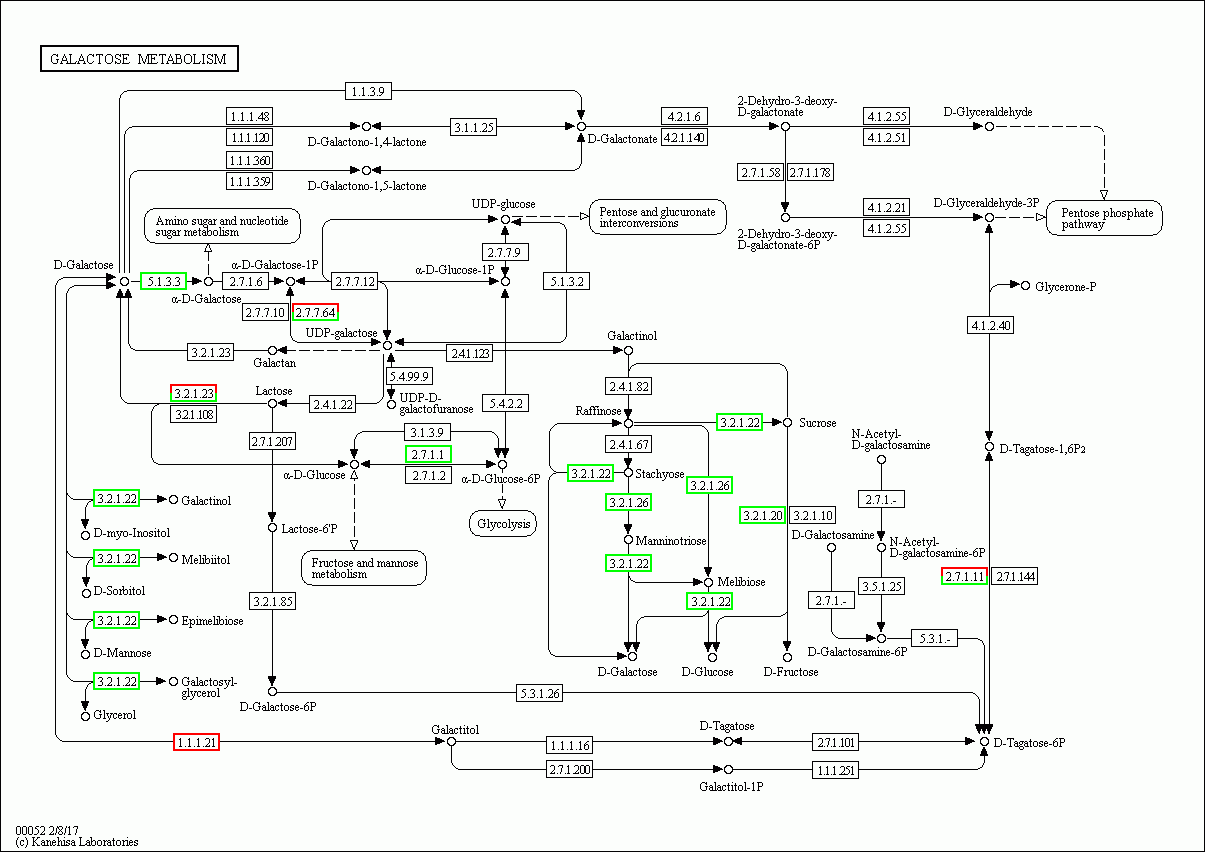 GALACTOSE METABOLISM
1.1.3.9
1.1.1.48
1.1.1.120
D-Galactono-1,4-lactone
3.1.1.25
D-Galactonate
4.2.1.6
4.2.1.140
2-Dehydro-3-deoxy-
D-galactonate
4.1.2.55
4.1.2.51
D-Glyceraldehyde
1.1.1.360
1.1.1.359
D-Galactono-1,5-lactone
2.7.1.58
2.7.1.178
Amino sugar and nucleotide
sugar metabolism
UDP-glucose
Pentose and glucuronate
interconversions
2-Dehydro-3-deoxy-
D-galactonate-6P
4.1.2.21
4.1.2.55
D-Glyceraldehyde-3P
Pentose phosphate
pathway
D-Galactose
5.1.3.3
α-D-Galactose
2.7.1.6
α-D-Galactose-1P
2.7.7.12
α-D-Glucose-1P
2.7.7.9
5.1.3.2
Glycerone-P
2.7.7.10
2.7.7.64
UDP-galactose
4.1.2.40
3.2.1.23
Galactan
2.4.1.123
Galactinol
5.4.99.9
UDP-D-
galactofuranose
2.4.1.82
3.2.1.23
3.2.1.108
Lactose
2.4.1.22
5.4.2.2
Raffinose
3.2.1.22
Sucrose
2.7.1.207
3.1.3.9
2.7.1.1
2.7.1.2
α-D-Glucose
α-D-Glucose-6P
2.4.1.67
3.2.1.22
Stachyose
3.2.1.26
3.2.1.26
N-Acetyl-
D-galactosamine
D-Tagatose-1,6P2
3.2.1.22
Galactinol
D-myo-Inositol
Lactose-6'P
Glycolysis
3.2.1.20
3.2.1.10
2.7.1.-
D-Galactosamine
N-Acetyl-
D-galactosamine-6P
Manninotriose
3.2.1.22
Melibiitol
D-Sorbitol
Fructose and mannose
metabolism
3.2.1.22
Melibiose
3.2.1.22
2.7.1.11
2.7.1.144
3.5.1.25
2.7.1.-
3.2.1.85
3.2.1.22
Epimelibiose
D-Mannose
D-Galactosamine-6P
5.3.1.-
D-Galactose
D-Glucose
D-Fructose
3.2.1.22
Galactosyl-
glycerol
Glycerol
D-Galactose-6P
5.3.1.26
1.1.1.21
Galactitol
1.1.1.16
D-Tagatose
2.7.1.101
D-Tagatose-6P
2.7.1.200
Galactitol-1P
1.1.1.251
00052 2/8/17
(c) Kanehisa Laboratories